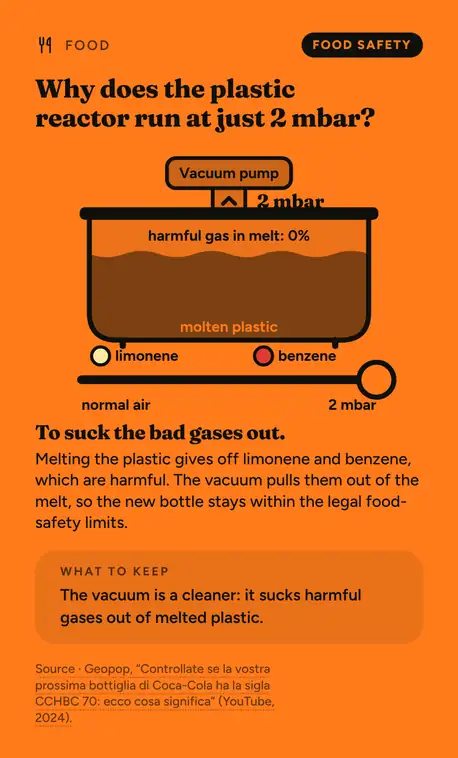 FOOD
FOOD SAFETY
Why does the plastic
reactor run at just 2 mbar?
Vacuum pump
2 mbar
harmful gas in melt: 0%
molten plastic
limonene
benzene
normal air
2 mbar
To suck the bad gases out.
Melting the plastic gives off limonene and benzene,
which are harmful. The vacuum pulls them out of the
melt, so the new bottle stays within the legal food-
safety limits.
WHAT TO KEEP
The vacuum is a cleaner: it sucks harmful
gases out of melted plastic.
Source · Geopop, "Controllate se la vostra
prossima bottiglia di Coca-Cola ha la sigla
CCHBC 70: ecco cosa significa" (YouTube,
2024).